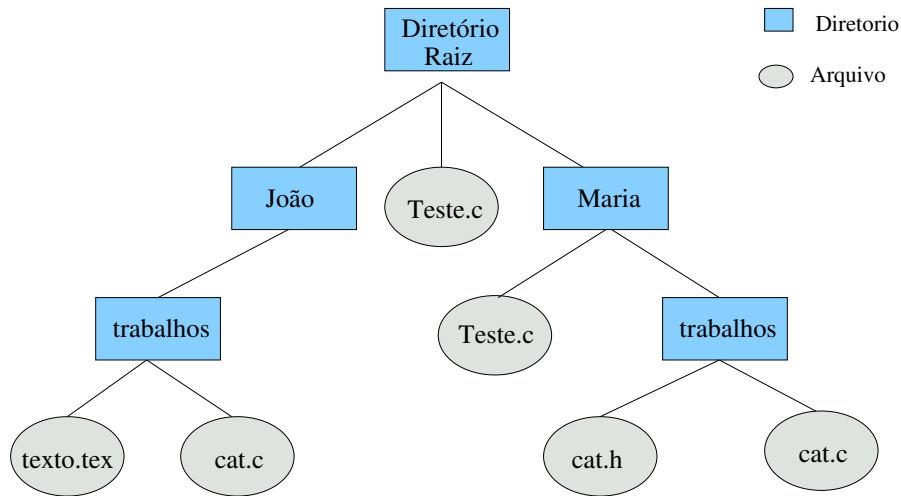 Diretório
Raiz
Diretorio
Arquivo
João
Teste.c
Maria
trabalhos
Teste.c
trabalhos
texto.tex
cat.c
cat.h
cat.c